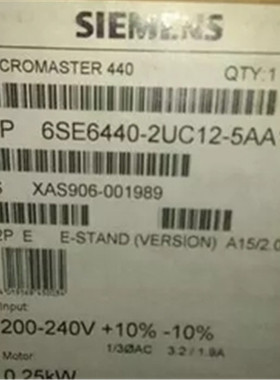 SIEMENS
CROMASTER 440 QTY:1
P 6SE6440-2UC12-5AA
S XAS906-001989
2P E E-STAND (VERSION) A15/2.0
Input:
200-240V +10% -10%
1/3ØAC 3.2 / 1.9A
Motor:
0.25kW